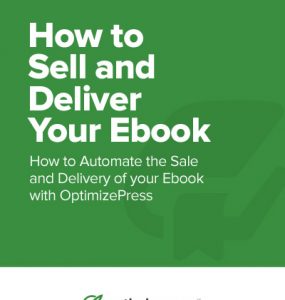 How to
Sell and
Deliver
Your Ebook
How to Automate the Sale
and Delivery of your Ebook
with OptimizePress